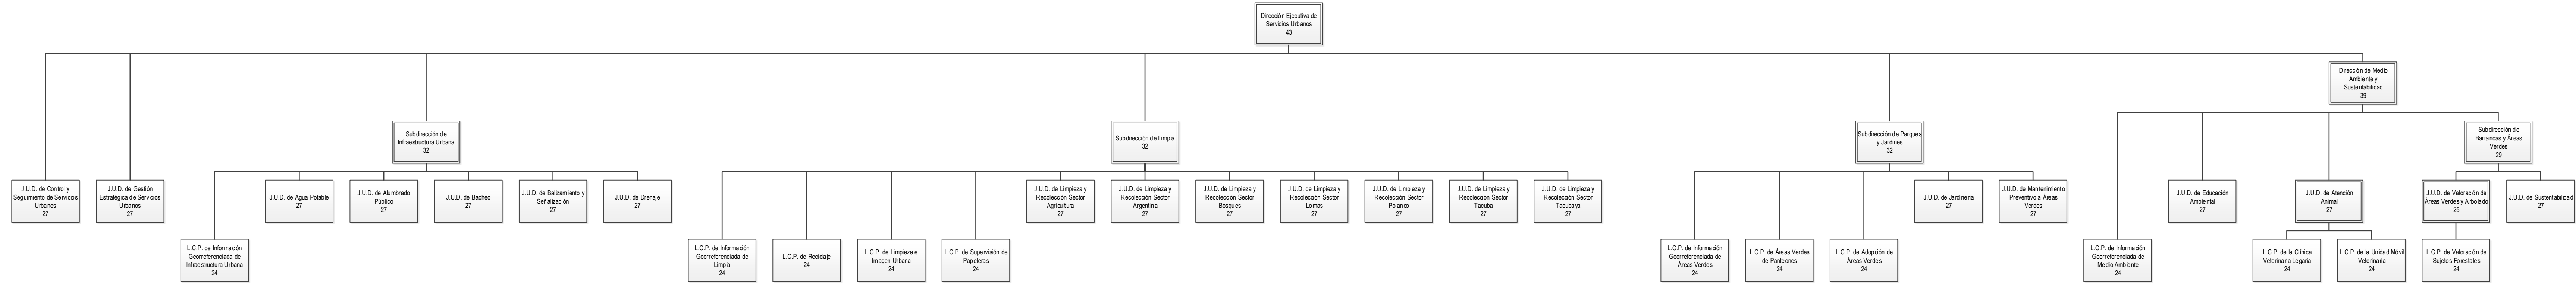 Dirección Ejecutiva de
Servicios Urbanos
43
Dirección de Medio
Ambiente y
Sustentabilidad
39
Subdirección de
Infraestructura Urbana
32
Subdirección de Limpia
32
Subdirección de Parques
y Jardines
32
Subdirección de
Barrancas y Áreas
Verdes
29
J.U.D. de Control y
Seguimiento de Servicios
Urbanos
27
J.U.D. de Gestión
Estratégica de Servicios
Urbanos
27
J.U.D. de Agua Potable
27
J.U.D. de Alumbrado
Público
27
J.U.D. de Bacheo
27
J.U.D. de Balizamiento y
Señalización
27
J.U.D. de Drenaje
27
J.U.D. de Limpieza y
Recolección Sector
Agricultura
27
J.U.D. de Limpieza y
Recolección Sector
Argentina
27
J.U.D. de Limpieza y
Recolección Sector
Bosques
27
J.U.D. de Limpieza y
Recolección Sector
Lomas
27
J.U.D. de Limpieza y
Recolección Sector
Polanco
27
J.U.D. de Limpieza y
Recolección Sector
Tacuba
27
J.U.D. de Limpieza y
Recolección Sector
Tacubaya
27
J.U.D. de Jardinería
27
J.U.D. de Mantenimiento
Preventivo a Áreas
Verdes
27
J.U.D. de Educación
Ambiental
27
J.U.D. de Atención
Animal
27
J.U.D. de Valoración de
Áreas Verdes y Arbolado
25
J.U.D. de Sustentabilidad
27
L.C.P. de Información
Georreferenciada de
Infraestructura Urbana
24
L.C.P. de Información
Georreferenciada de
Limpia
24
L.C.P. de Reciclaje
24
L.C.P. de Limpieza e
Imagen Urbana
24
L.C.P. de Supervisión de
Papeleras
24
L.C.P. de Información
Georreferenciada de
Áreas Verdes
24
L.C.P. de Áreas Verdes
de Panteones
24
L.C.P. de Adopción de
Áreas Verdes
24
L.C.P. de Información
Georreferenciada de
Medio Ambiente
24
L.C.P. de la Clínica
Veterinaria Legaria
24
L.C.P. de la Unidad Móvil
Veterinaria
24
L.C.P. de Valoración de
Sujetos Forestales
24